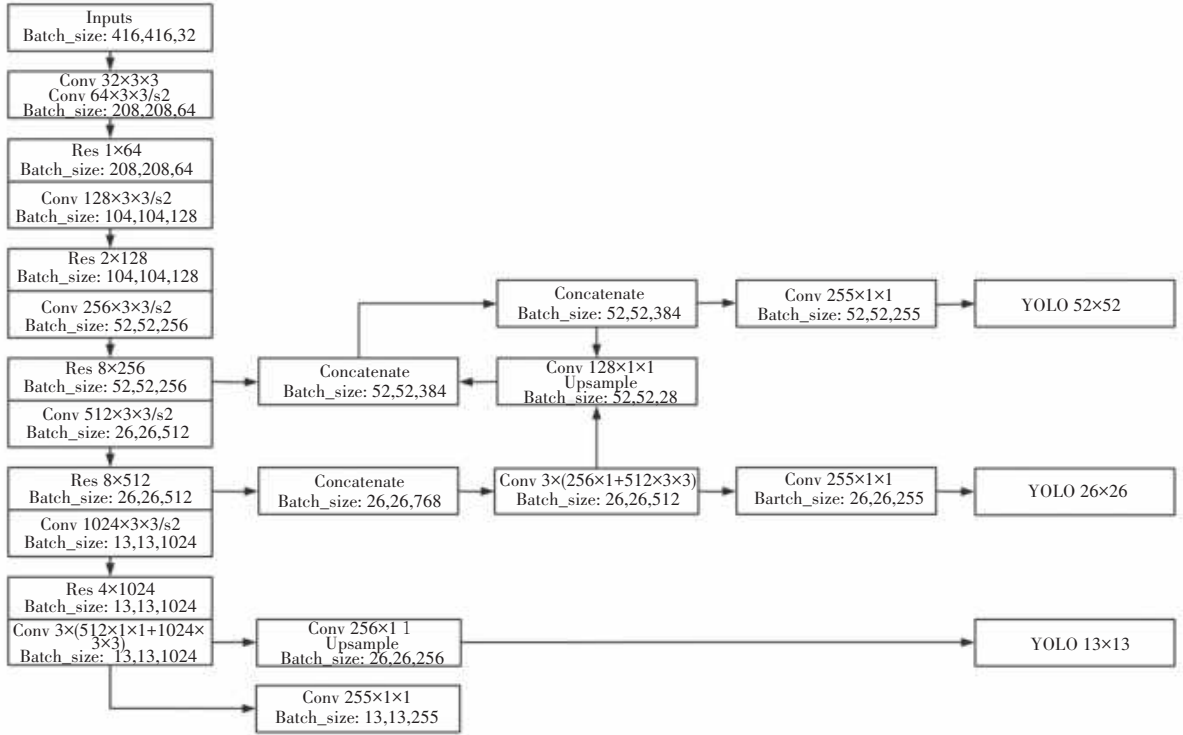 Inputs
Batch_size: 416,416,32
Conv 32×3×3
Conv 64×3×3/s2
Batch_size: 208,208,64
Res 1×64
Batch_size: 208,208,64
Conv 128×3×3/s2
Batch_size: 104,104,128
Res 2×128
Batch_size: 104,104,128
Conv 256×3×3/s2
Batch_size: 52,52,256
Concatenate
Batch_size: 52,52,384
Conv 255×1×1
Batch_size: 52,52,255
YOLO 52×52
Res 8×256
Batch_size: 52,52,256
Concatenate
Batch_size: 52,52,384
Conv 128×1×1
Upsample
Batch_size: 52,52,28
Conv 512×3×3/s2
Batch_size: 26,26,512
Res 8×512
Batch_size: 26,26,512
Concatenate
Batch_size: 26,26,768
Conv 3×(256×1+512×3×3)
Batch_size: 26,26,512
Conv 255×1×1
Bartch_size: 26,26,255
YOLO 26×26
Conv 1024×3×3/s2
Batch_size: 13,13,1024
Res 4×1024
Batch_size: 13,13,1024
Conv 3×(512×1×1+1024×
3×3)
Batch_size: 13,13,1024
Conv 256×1 1
Upsample
Batch_size: 26,26,256
YOLO 13×13
Conv 255×1×1
Batch_size: 13,13,255